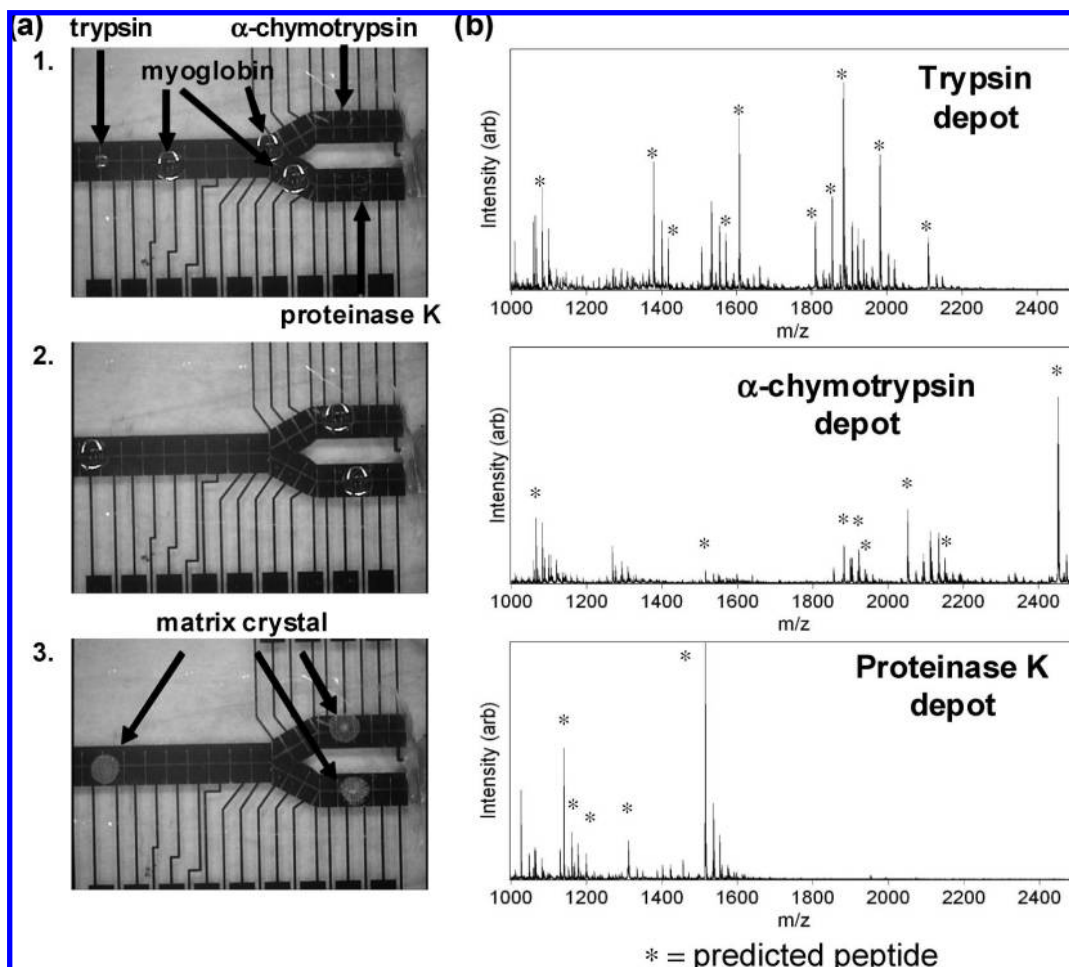 (a)
trypsin
α-chymotrypsin
1.
myoglobin
proteinase K
2.
matrix crystal
3.
(b)
Trypsin
depot
Intensity (arb)
* * * * * * * * * * *
1000 1200 1400 1600 1800 2000 2200 2400
m/z
α-chymotrypsin
depot
Intensity (arb)
* * * * * * * *
1000 1200 1400 1600 1800 2000 2200 2400
m/z
Proteinase K
depot
Intensity (arb)
* * * * *
1000 1200 1400 1600 1800 2000 2200 2400
m/z
* = predicted peptide